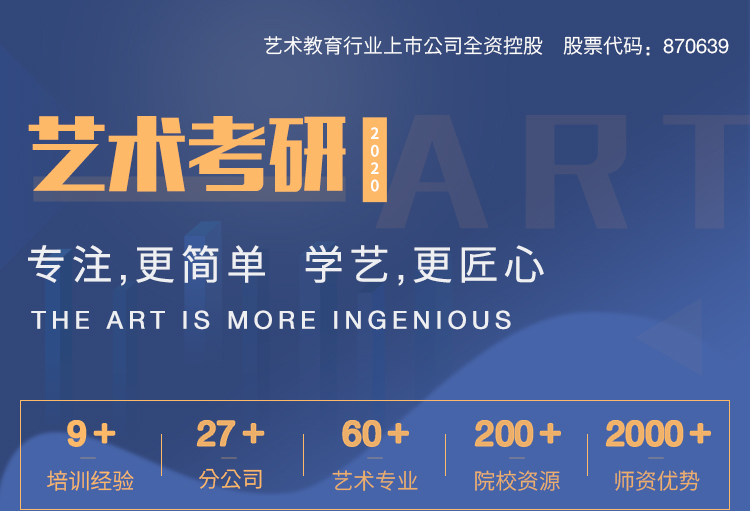 艺术教育行业上市公司全资控股 股票代码：870639
艺术考研 2020
ART
专注,更简单 学艺,更匠心
THE ART IS MORE INGENIOUS
9+ 27+ 60+ 200+ 2000+
培训经验 分公司 艺术专业 院校资源 师资优势